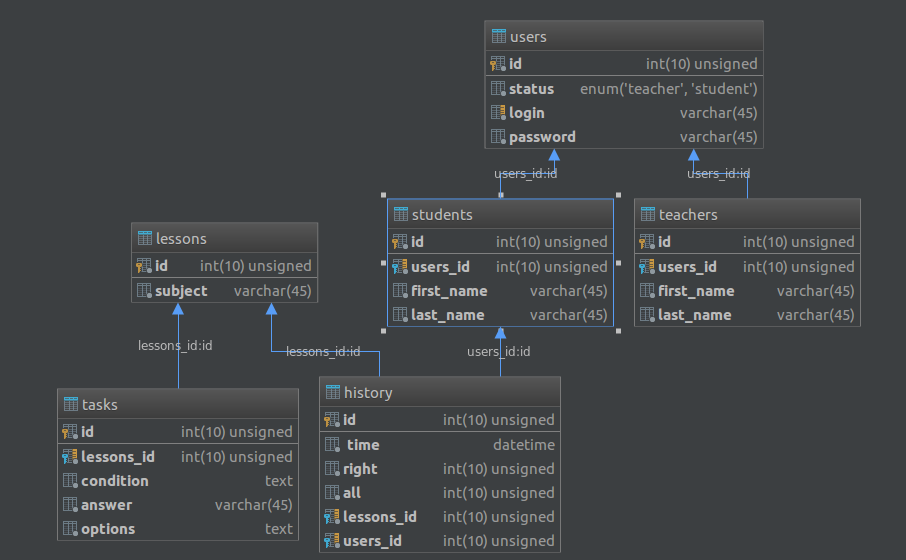 users
id int(10) unsigned
status enum('teacher', 'student')
login varchar(45)
password varchar(45)
users_id:id
users_id:id
students
id int(10) unsigned
users_id int(10) unsigned
first_name varchar(45)
last_name varchar(45)
teachers
id int(10) unsigned
users_id int(10) unsigned
first_name varchar(45)
last_name varchar(45)
lessons
id int(10) unsigned
subject varchar(45)
lessons_id:id
lessons_id:id
users_id:id
tasks
id int(10) unsigned
lessons_id int(10) unsigned
condition text
answer varchar(45)
options text
history
id int(10) unsigned
time datetime
right int(10) unsigned
all int(10) unsigned
lessons_id int(10) unsigned
users_id int(10) unsigned